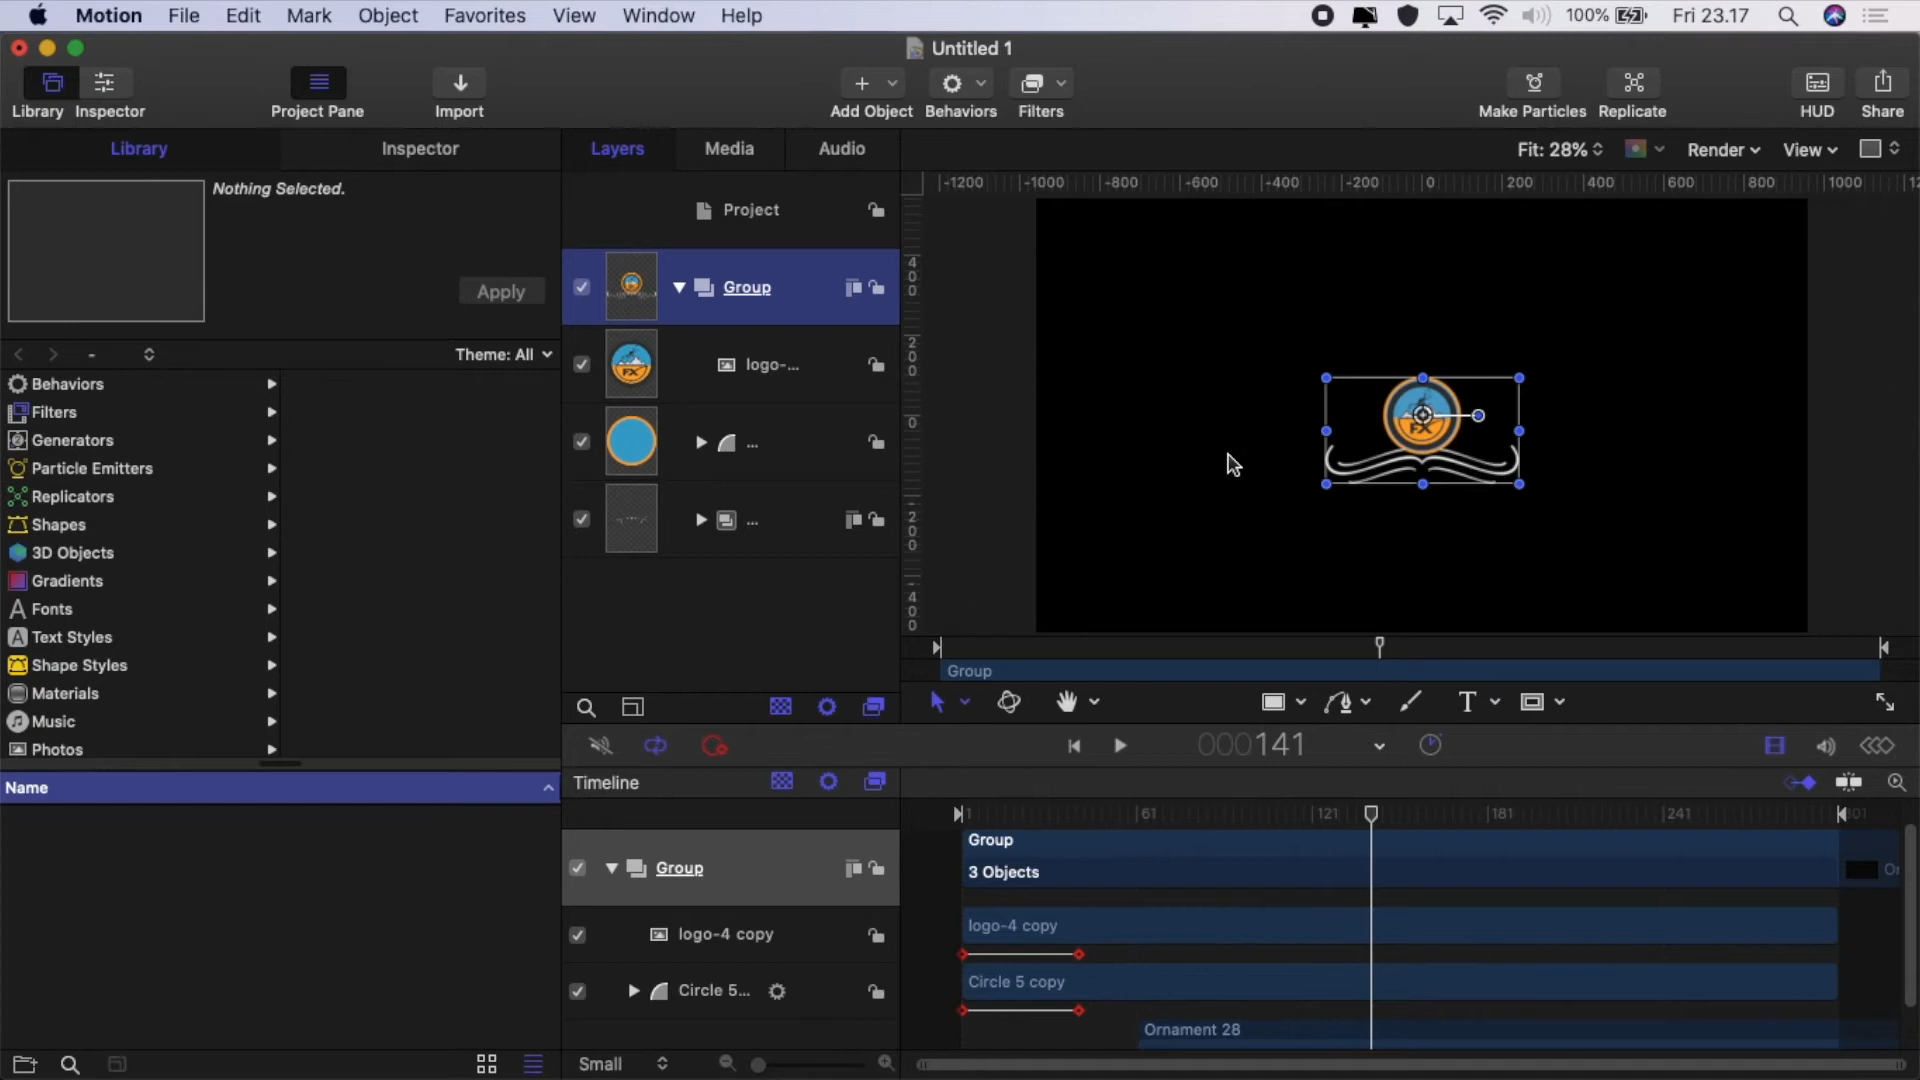 Motion File Edit Mark Object Favorites View Window Help 100% Fri 23.17
Untitled 1
Library Inspector Project Pane Import Add Object Behaviors Filters Make Particles Replicate HUD Share
Library Inspector
Nothing Selected.
Apply
- Theme: All
Behaviors
Filters
Generators
Particle Emitters
Replicators
Shapes
3D Objects
Gradients
Fonts
Text Styles
Shape Styles
Materials
Music
Photos
Name
Layers Media Audio
Project
Group
logo-...
...
...
Fit: 28% Render View
-1200 -1000 -800 -600 -400 -200 0 200 400 600 800 1000 12
400
200
0
-200
-400
FX
FX
Group
T
000141
Timeline
1 61 121 181 241 301
Group
Group
3 Objects
Or
logo-4 copy
logo-4 copy
Circle 5...
Circle 5 copy
Ornament 28
Small